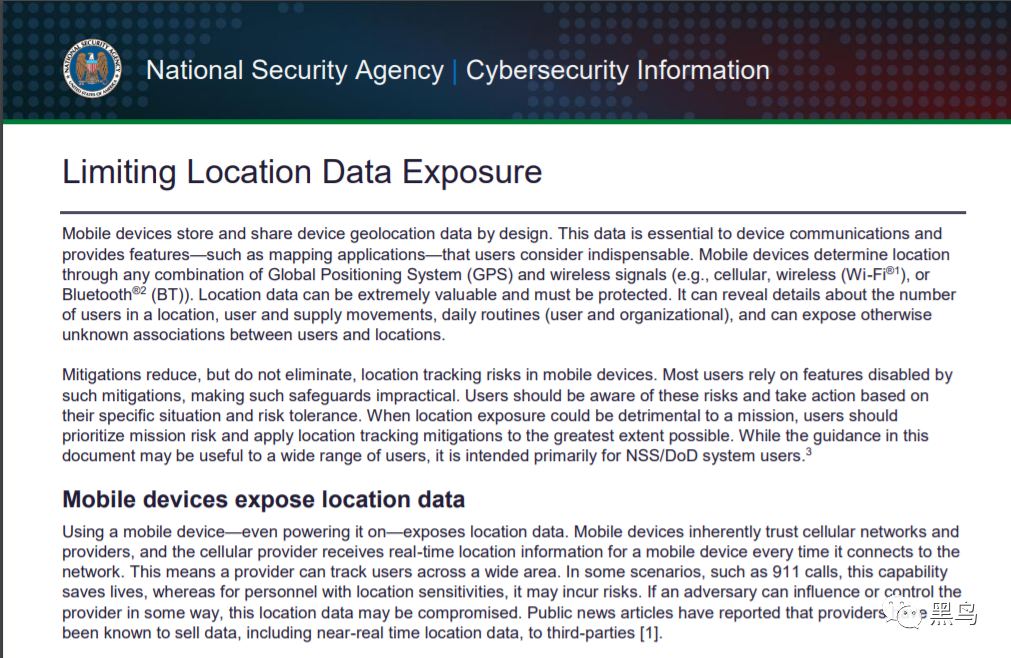 National Security Agency | Cybersecurity Information
Limiting Location Data Exposure
Mobile devices store and share device geolocation data by design. This data is essential to device communications and
provides features—such as mapping applications—that users consider indispensable. Mobile devices determine location
through any combination of Global Positioning System (GPS) and wireless signals (e.g., cellular, wireless (Wi-Fi®1), or
Bluetooth®2 (BT)). Location data can be extremely valuable and must be protected. It can reveal details about the number
of users in a location, user and supply movements, daily routines (user and organizational), and can expose otherwise
unknown associations between users and locations.
Mitigations reduce, but do not eliminate, location tracking risks in mobile devices. Most users rely on features disabled by
such mitigations, making such safeguards impractical. Users should be aware of these risks and take action based on
their specific situation and risk tolerance. When location exposure could be detrimental to a mission, users should
prioritize mission risk and apply location tracking mitigations to the greatest extent possible. While the guidance in this
document may be useful to a wide range of users, it is intended primarily for NSS/DoD system users.3
Mobile devices expose location data
Using a mobile device—even powering it on—exposes location data. Mobile devices inherently trust cellular networks and
providers, and the cellular provider receives real-time location information for a mobile device every time it connects to the
network. This means a provider can track users across a wide area. In some scenarios, such as 911 calls, this capability
saves lives, whereas for personnel with location sensitivities, it may incur risks. If an adversary can influence or control the
provider in some way, this location data may be compromised. Public news articles have reported that providers
been known to sell data, including near-real time location data, to third-parties [1].
黑鸟